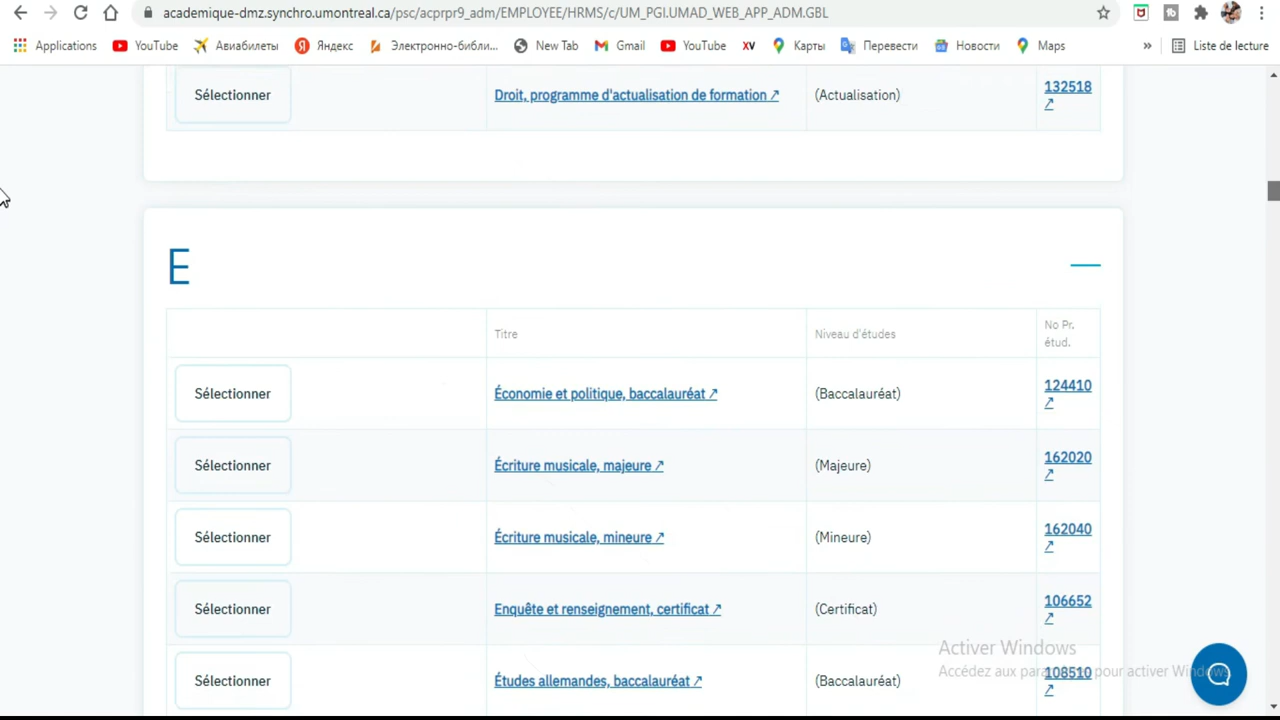 academique-dmz.synchro.umontreal.ca/psc/acprpr9_adm/EMPLOYEE/HRMS/c/UM_PGI.UMAD_WEB_APP_ADM.GBL
Applications YouTube Авиабилеты Яндекс Электронно-библи... New Tab Gmail YouTube XV Карты Перевести Новости Maps » Liste de lecture
Sélectionner Droit, programme d'actualisation de formation ↗ (Actualisation) 132518 ↗
E
Titre Niveau d'études No Pr. étud.
Sélectionner Économie et politique, baccalauréat ↗ (Baccalauréat) 124410 ↗
Sélectionner Écriture musicale, majeure ↗ (Majeure) 162020 ↗
Sélectionner Écriture musicale, mineure ↗ (Mineure) 162040 ↗
Sélectionner Enquête et renseignement, certificat ↗ (Certificat) 106652 ↗
Activer Windows
Accédez aux paramètres pour activer Windows.
Sélectionner Études allemandes, baccalauréat ↗ (Baccalauréat) 108510 ↗